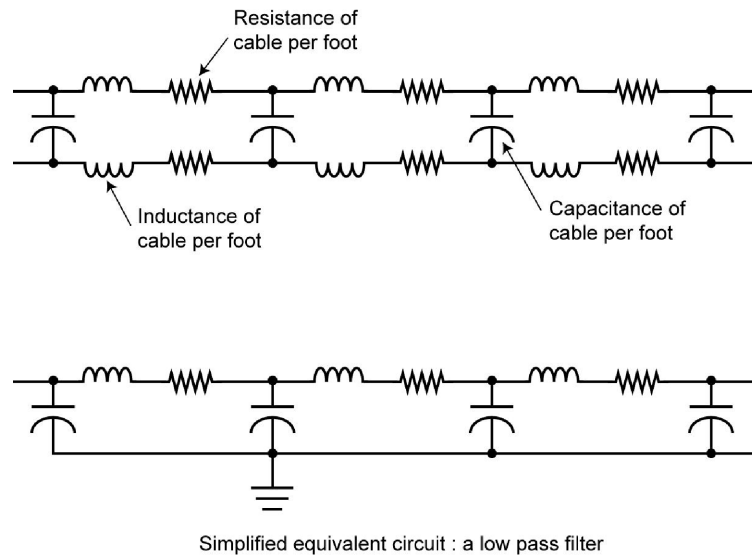 Resistance of
cable per foot
Inductance of
cable per foot
Capacitance of
cable per foot
Simplified equivalent circuit : a low pass filter